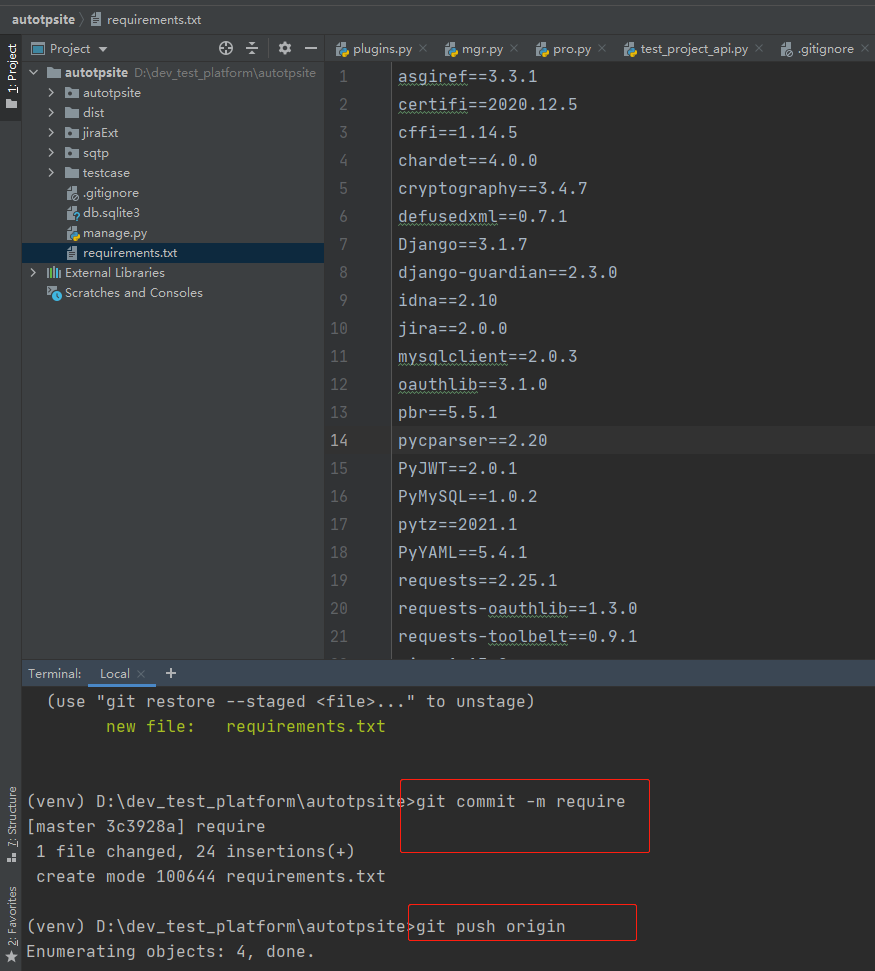 autotpsite requirements.txt
Project
plugins.py mgr.py pro.py test_project_api.py .gitignore
1: Project
autotpsite D:\dev_test_platform\autotpsite
autotpsite
dist
jiraExt
sqtp
testcase
.gitignore
db.sqlite3
manage.py
requirements.txt
External Libraries
Scratches and Consoles
1 asgiref==3.3.1
2 certifi==2020.12.5
3 cffi==1.14.5
4 chardet==4.0.0
5 cryptography==3.4.7
6 defusedxml==0.7.1
7 Django==3.1.7
8 django-guardian==2.3.0
9 idna==2.10
10 jira==2.0.0
11 mysqlclient==2.0.3
12 oauthlib==3.1.0
13 pbr==5.5.1
14 pycparser==2.20
15 PyJWT==2.0.1
16 PyMySQL==1.0.2
17 pytz==2021.1
18 PyYAML==5.4.1
19 requests==2.25.1
20 requests-oauthlib==1.3.0
21 requests-toolbelt==0.9.1
Terminal: Local
(use "git restore --staged <file>..." to unstage)
new file: requirements.txt
(venv) D:\dev_test_platform\autotpsite>git commit -m require
[master 3c3928a] require
1 file changed, 24 insertions(+)
create mode 100644 requirements.txt
(venv) D:\dev_test_platform\autotpsite>git push origin
Enumerating objects: 4, done.
7: Structure
2: Favorites